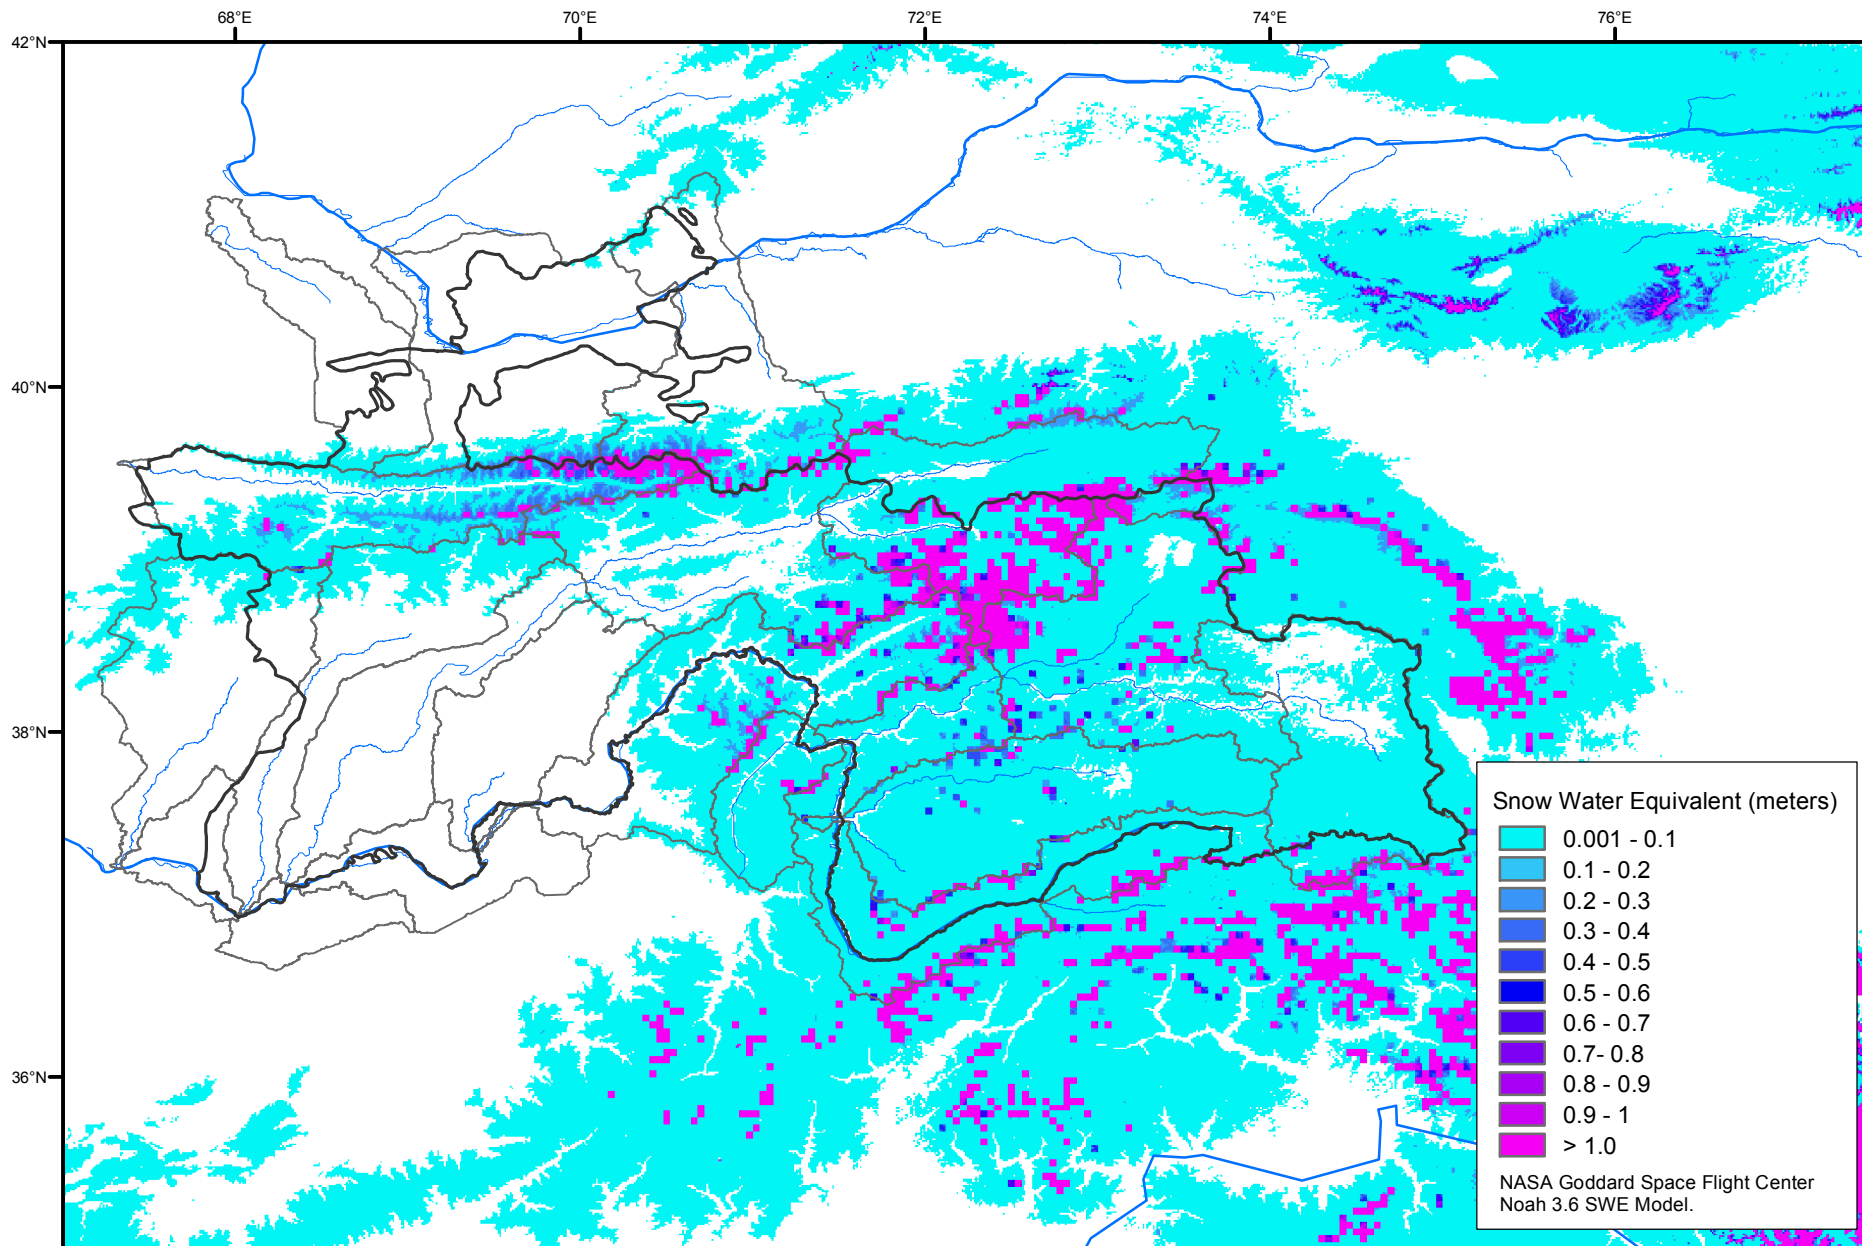 68°E
70°E
72°E
74°E
76°E
42°N
40°N
38°N
36°N
Snow Water Equivalent (meters)
0.001 - 0.1
0.1 - 0.2
0.2 - 0.3
0.3 - 0.4
0.4 - 0.5
0.5 - 0.6
0.6 - 0.7
0.7- 0.8
0.8 - 0.9
0.9 - 1
> 1.0
NASA Goddard Space Flight Center
Noah 3.6 SWE Model.